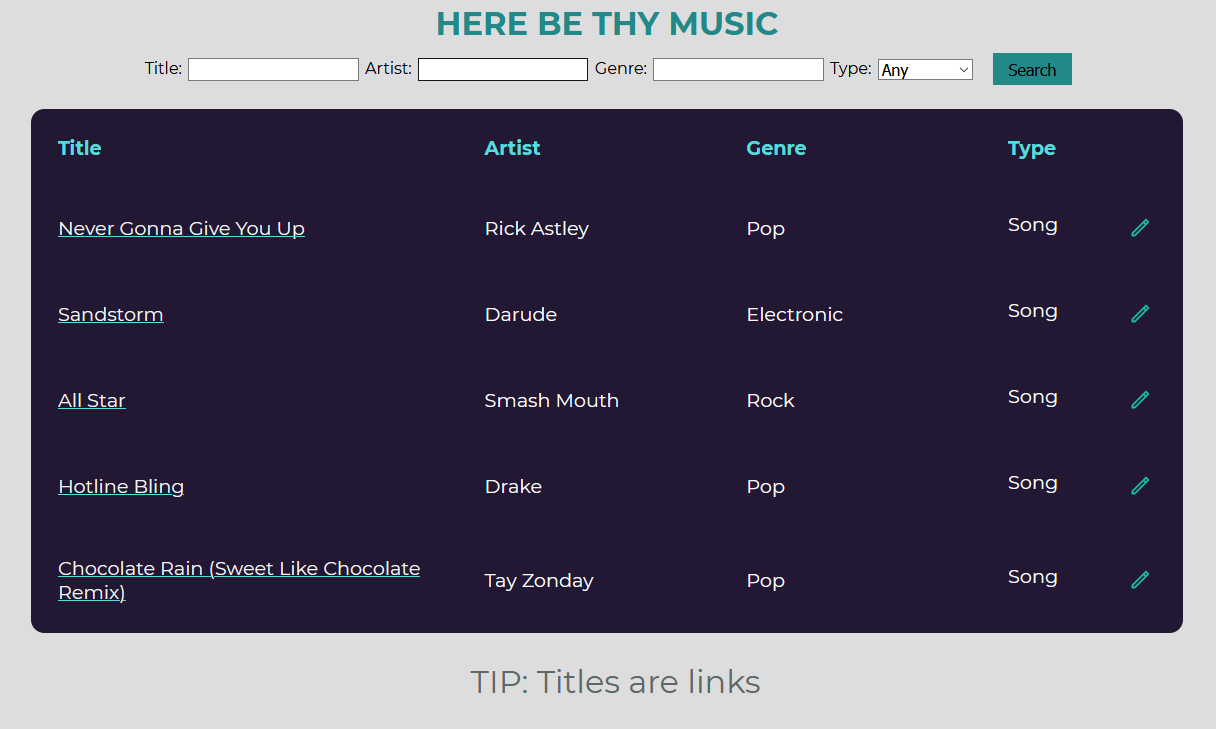 HERE BE THY MUSIC
Title: Artist: Genre: Type: Any Search
Title Artist Genre Type
Never Gonna Give You Up Rick Astley Pop Song
Sandstorm Darude Electronic Song
All Star Smash Mouth Rock Song
Hotline Bling Drake Pop Song
Chocolate Rain (Sweet Like Chocolate
Remix) Tay Zonday Pop Song
TIP: Titles are links